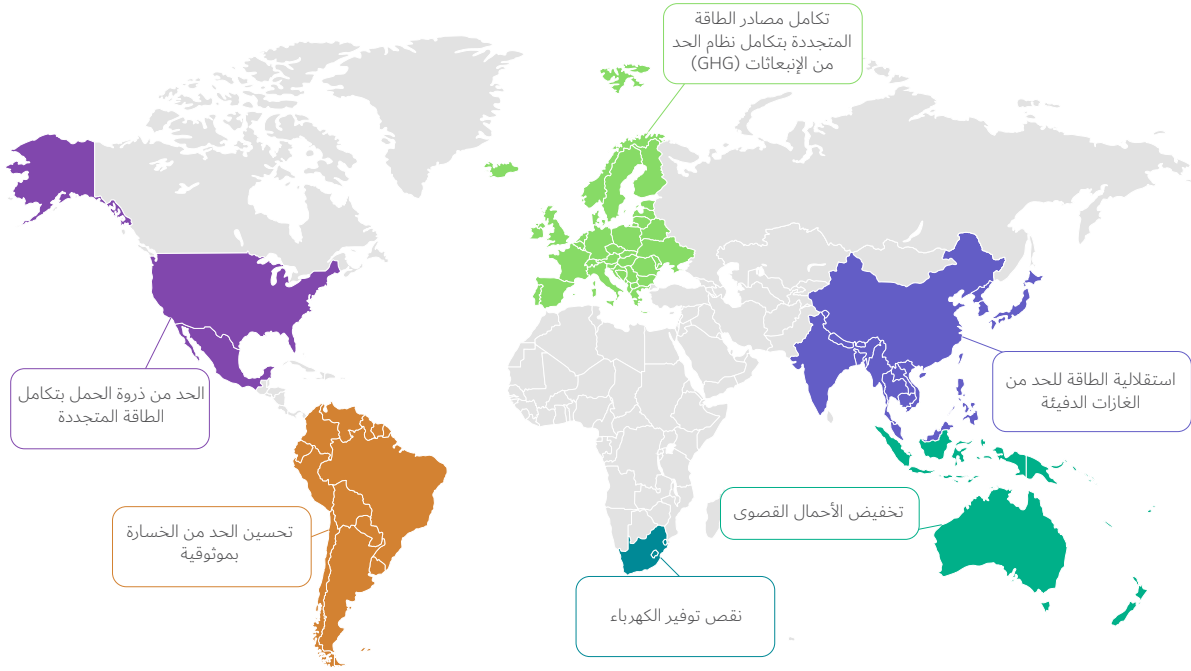 تكامل مصادر الطاقة
المتجددة بتكامل نظام الحد
من الإنبعاثات (GHG)
استقلالية الطاقة للحد من
الغازات الدفيئة
الحد من ذروة الحمل بتكامل
الطاقة المتجددة
تخفيض الأحمال القصوى
تحسين الحد من الخسارة
بموثوقية
نقص توفير الكهرباء